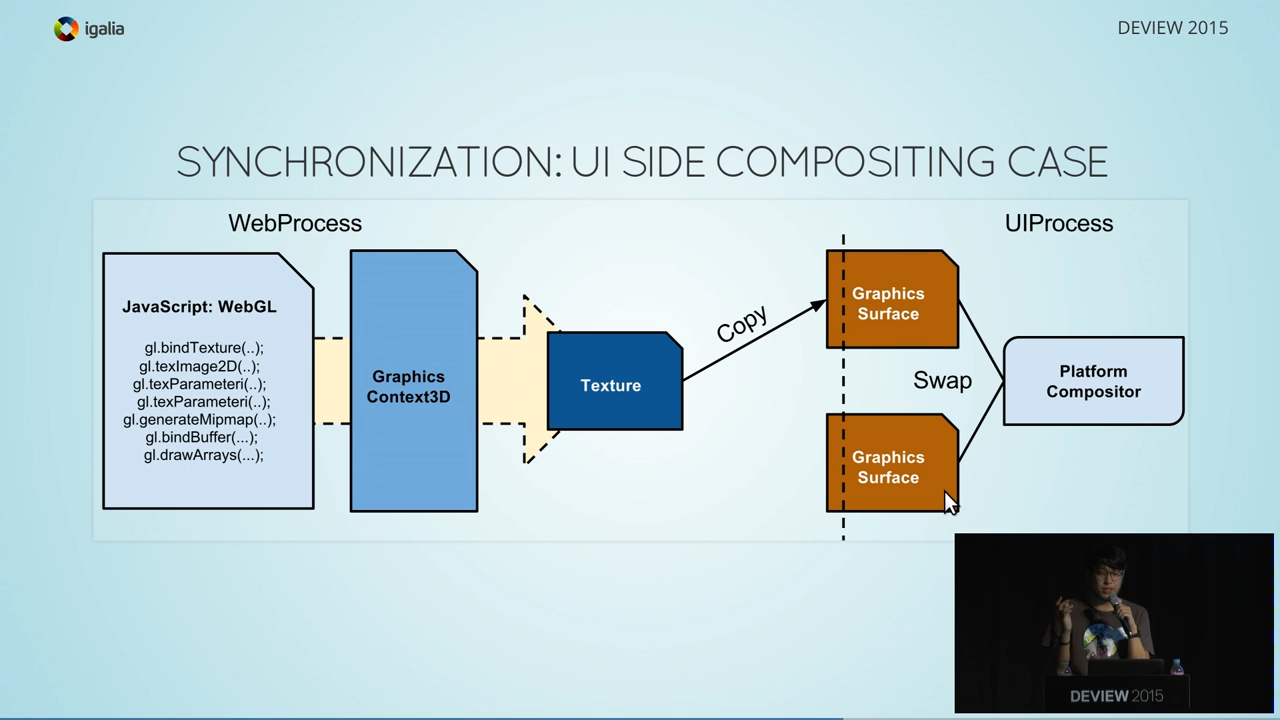 igalia
DEVIEW 2015
SYNCHRONIZATION: UI SIDE COMPOSITING CASE
WebProcess
UIProcess
JavaScript: WebGL
gl.bindTexture(..);
gl.texImage2D(..);
gl.texParameteri(..);
gl.texParameteri(..);
gl.generateMipmap(..);
gl.bindBuffer(...);
gl.drawArrays(...);
Graphics
Context3D
Texture
Copy
Graphics
Surface
Swap
Graphics
Surface
Platform
Compositor
DEVIEW 2015